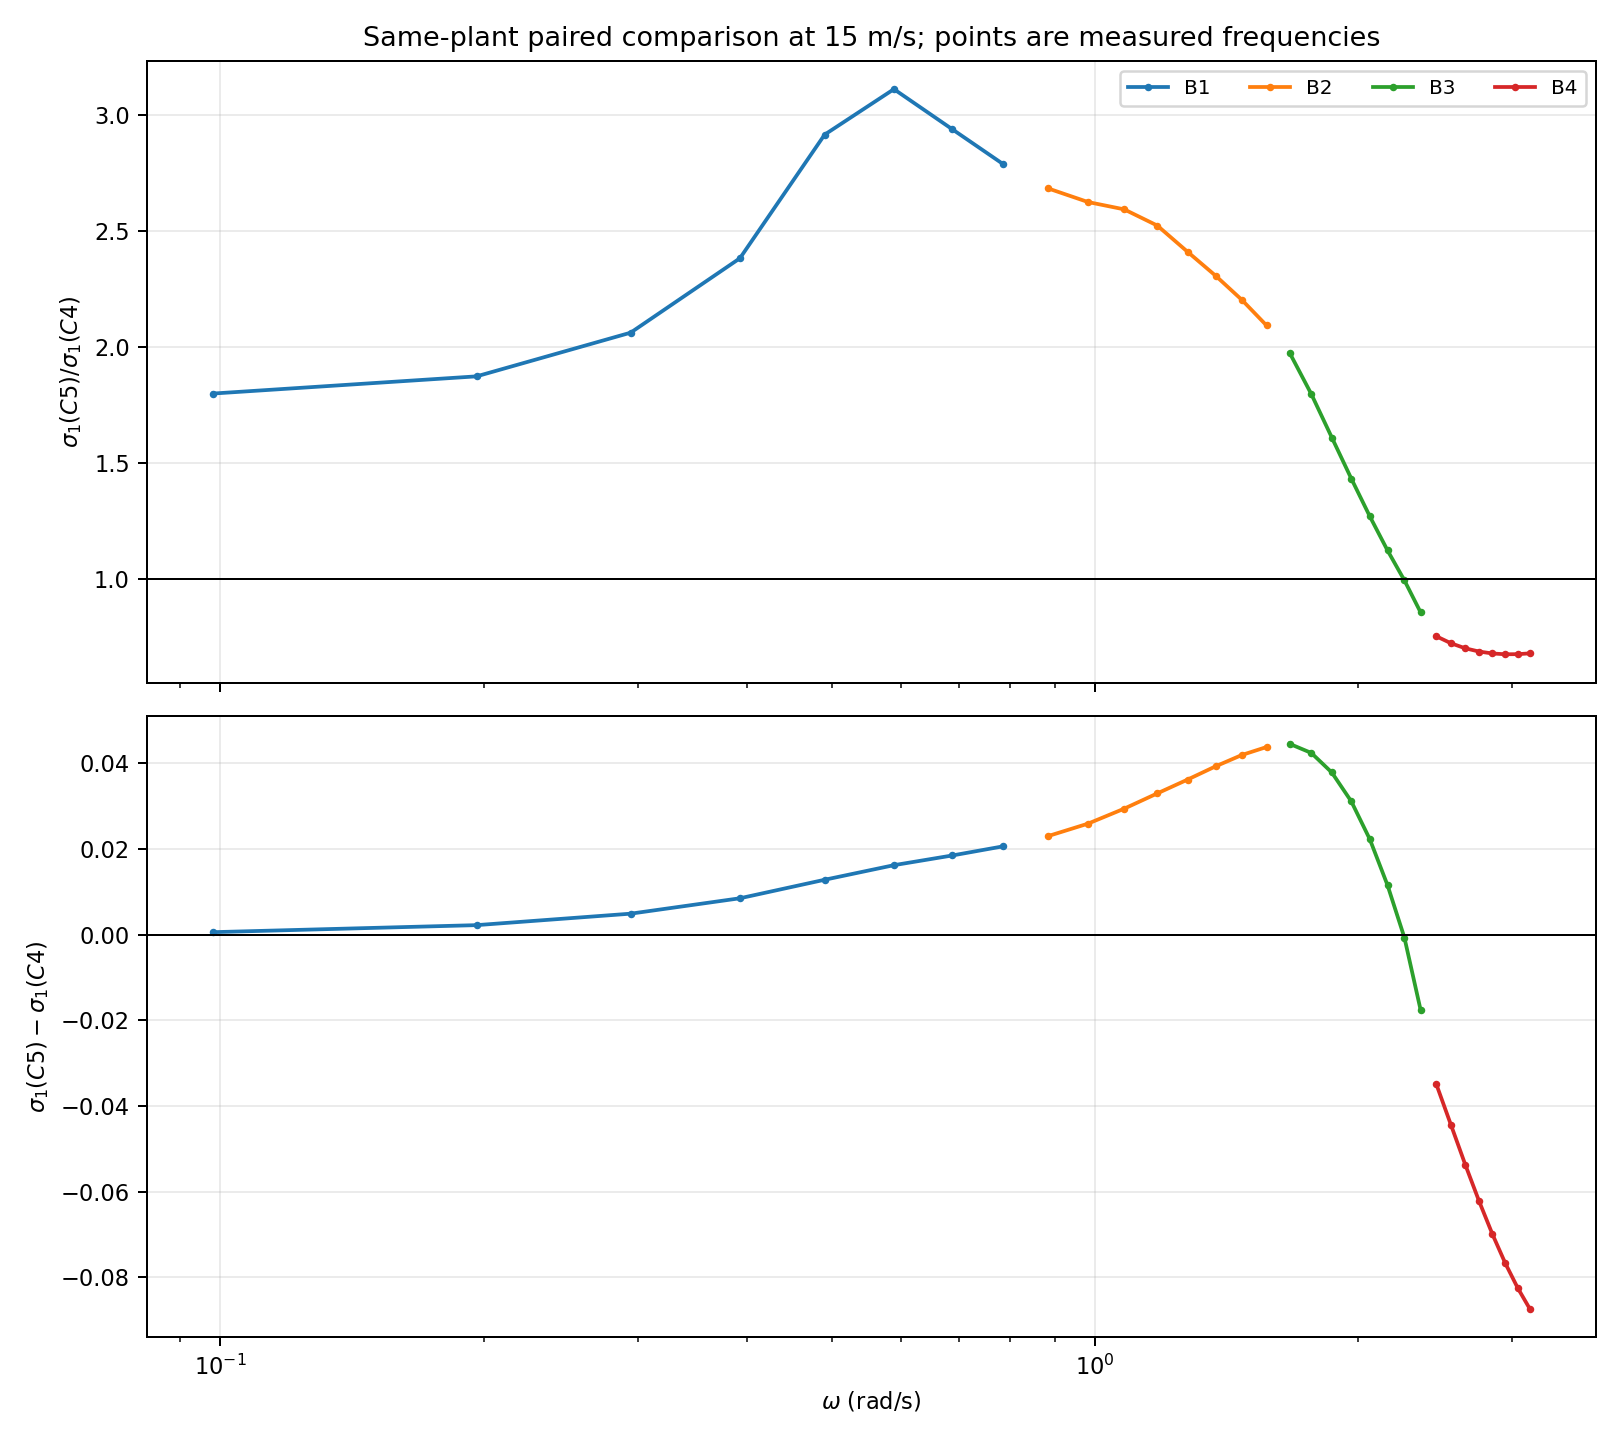 Same-plant paired comparison at 15 m/s; points are measured frequencies
B1 B2 B3 B4
σ₁(C5)/σ₁(C4)
3.0
2.5
2.0
1.5
1.0
σ₁(C5) − σ₁(C4)
0.04
0.02
0.00
−0.02
−0.04
−0.06
−0.08
10⁻¹ 10⁰
ω (rad/s)